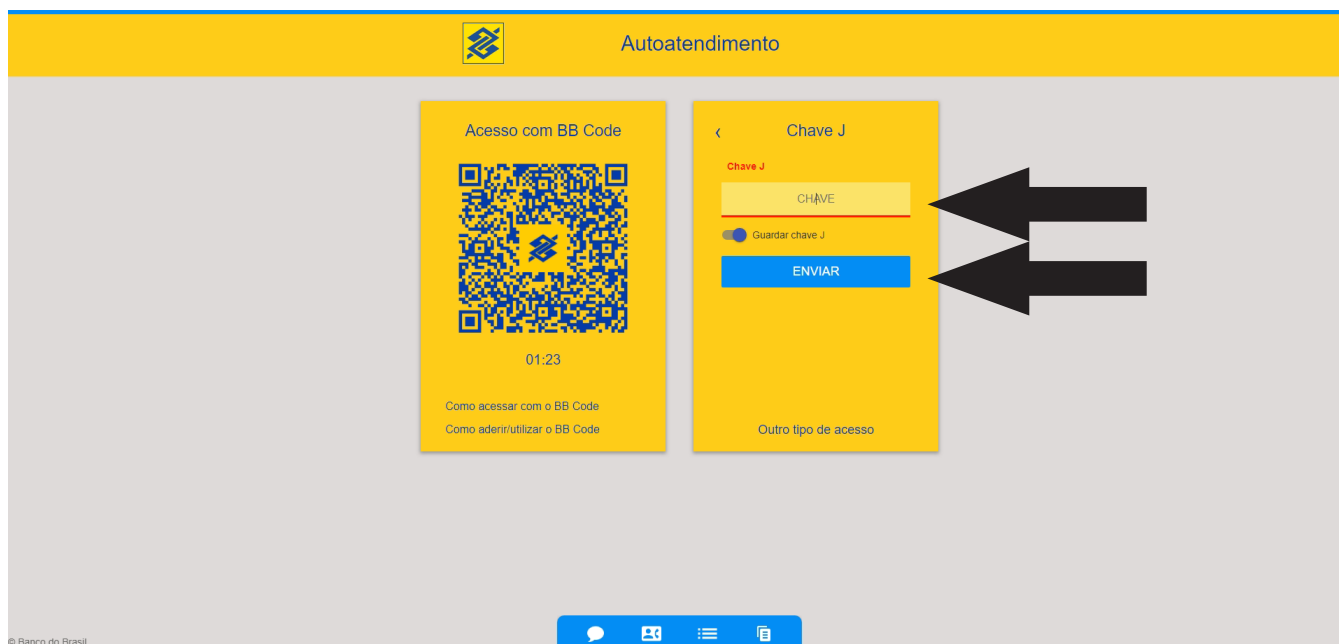 Autoatendimento
Acesso com BB Code
01:23
Como acessar com o BB Code
Como aderir/utilizar o BB Code
‹ Chave J
Chave J
CHAVE
Guardar chave J
ENVIAR
Outro tipo de acesso
© Banco do Brasil